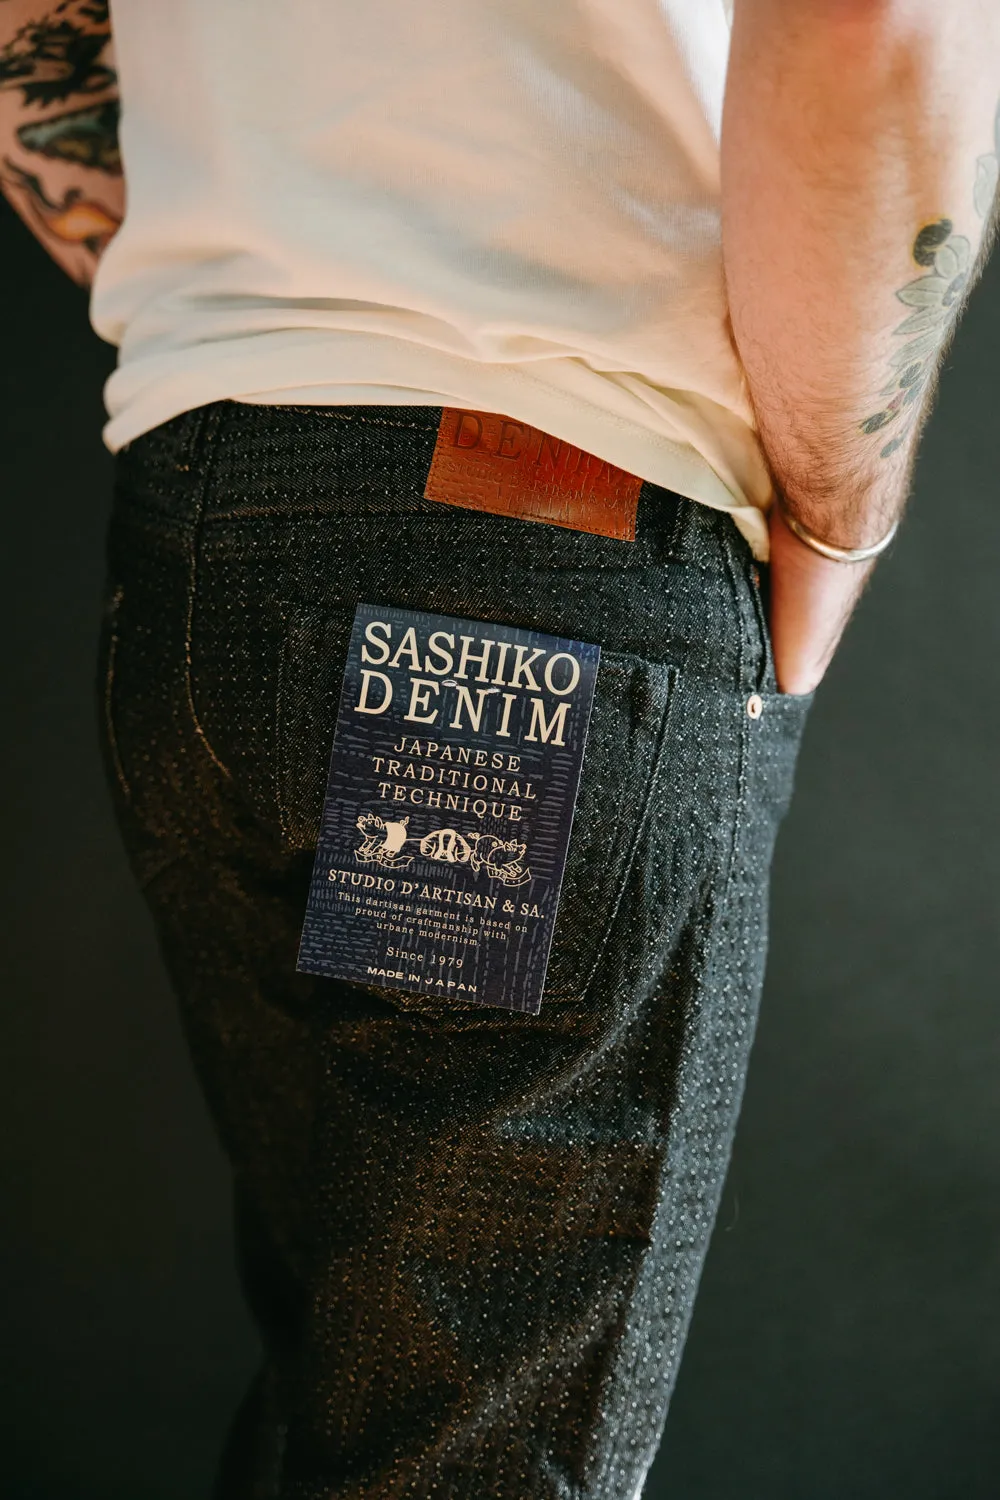 DENIM
SASHIKO
DENIM
JAPANESE
TRADITIONAL
TECHNIQUE
STUDIO D'ARTISAN & SA.
This dartisan garment is based on
proud of craftmanship with
urbane modernism
Since 1979
MADE IN JAPAN